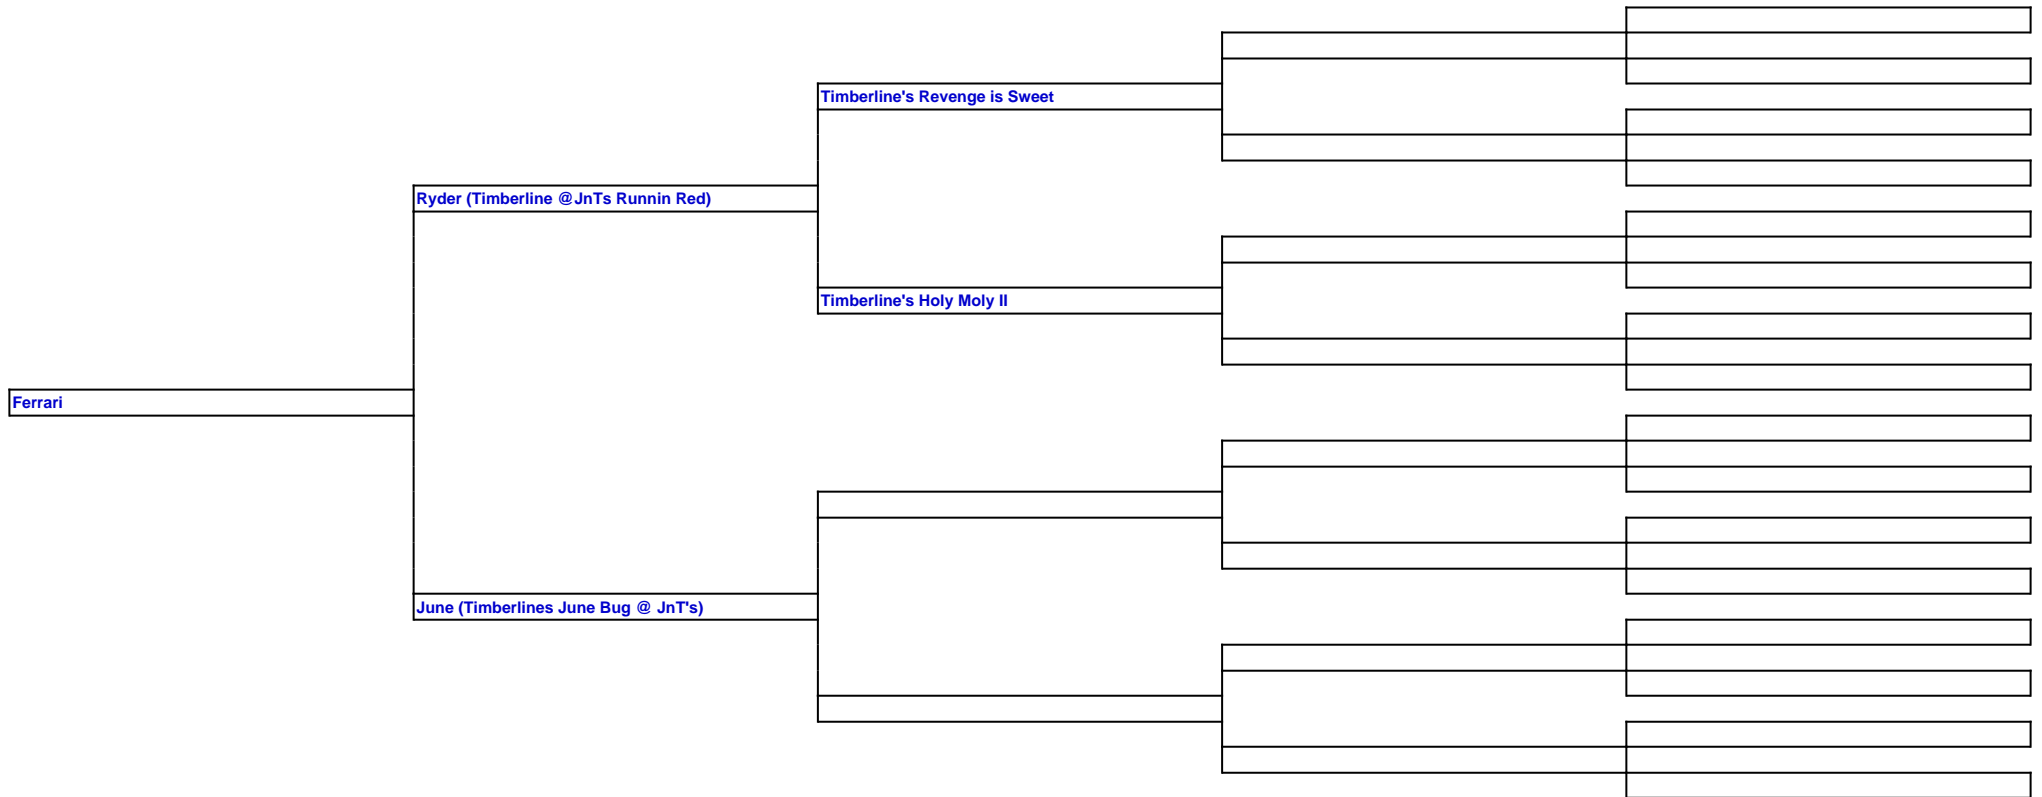 Timberline's Revenge is Sweet
Ryder (Timberline @JnTs Runnin Red)
Timberline's Holy Moly II
Ferrari
June (Timberlines June Bug @ JnT's)